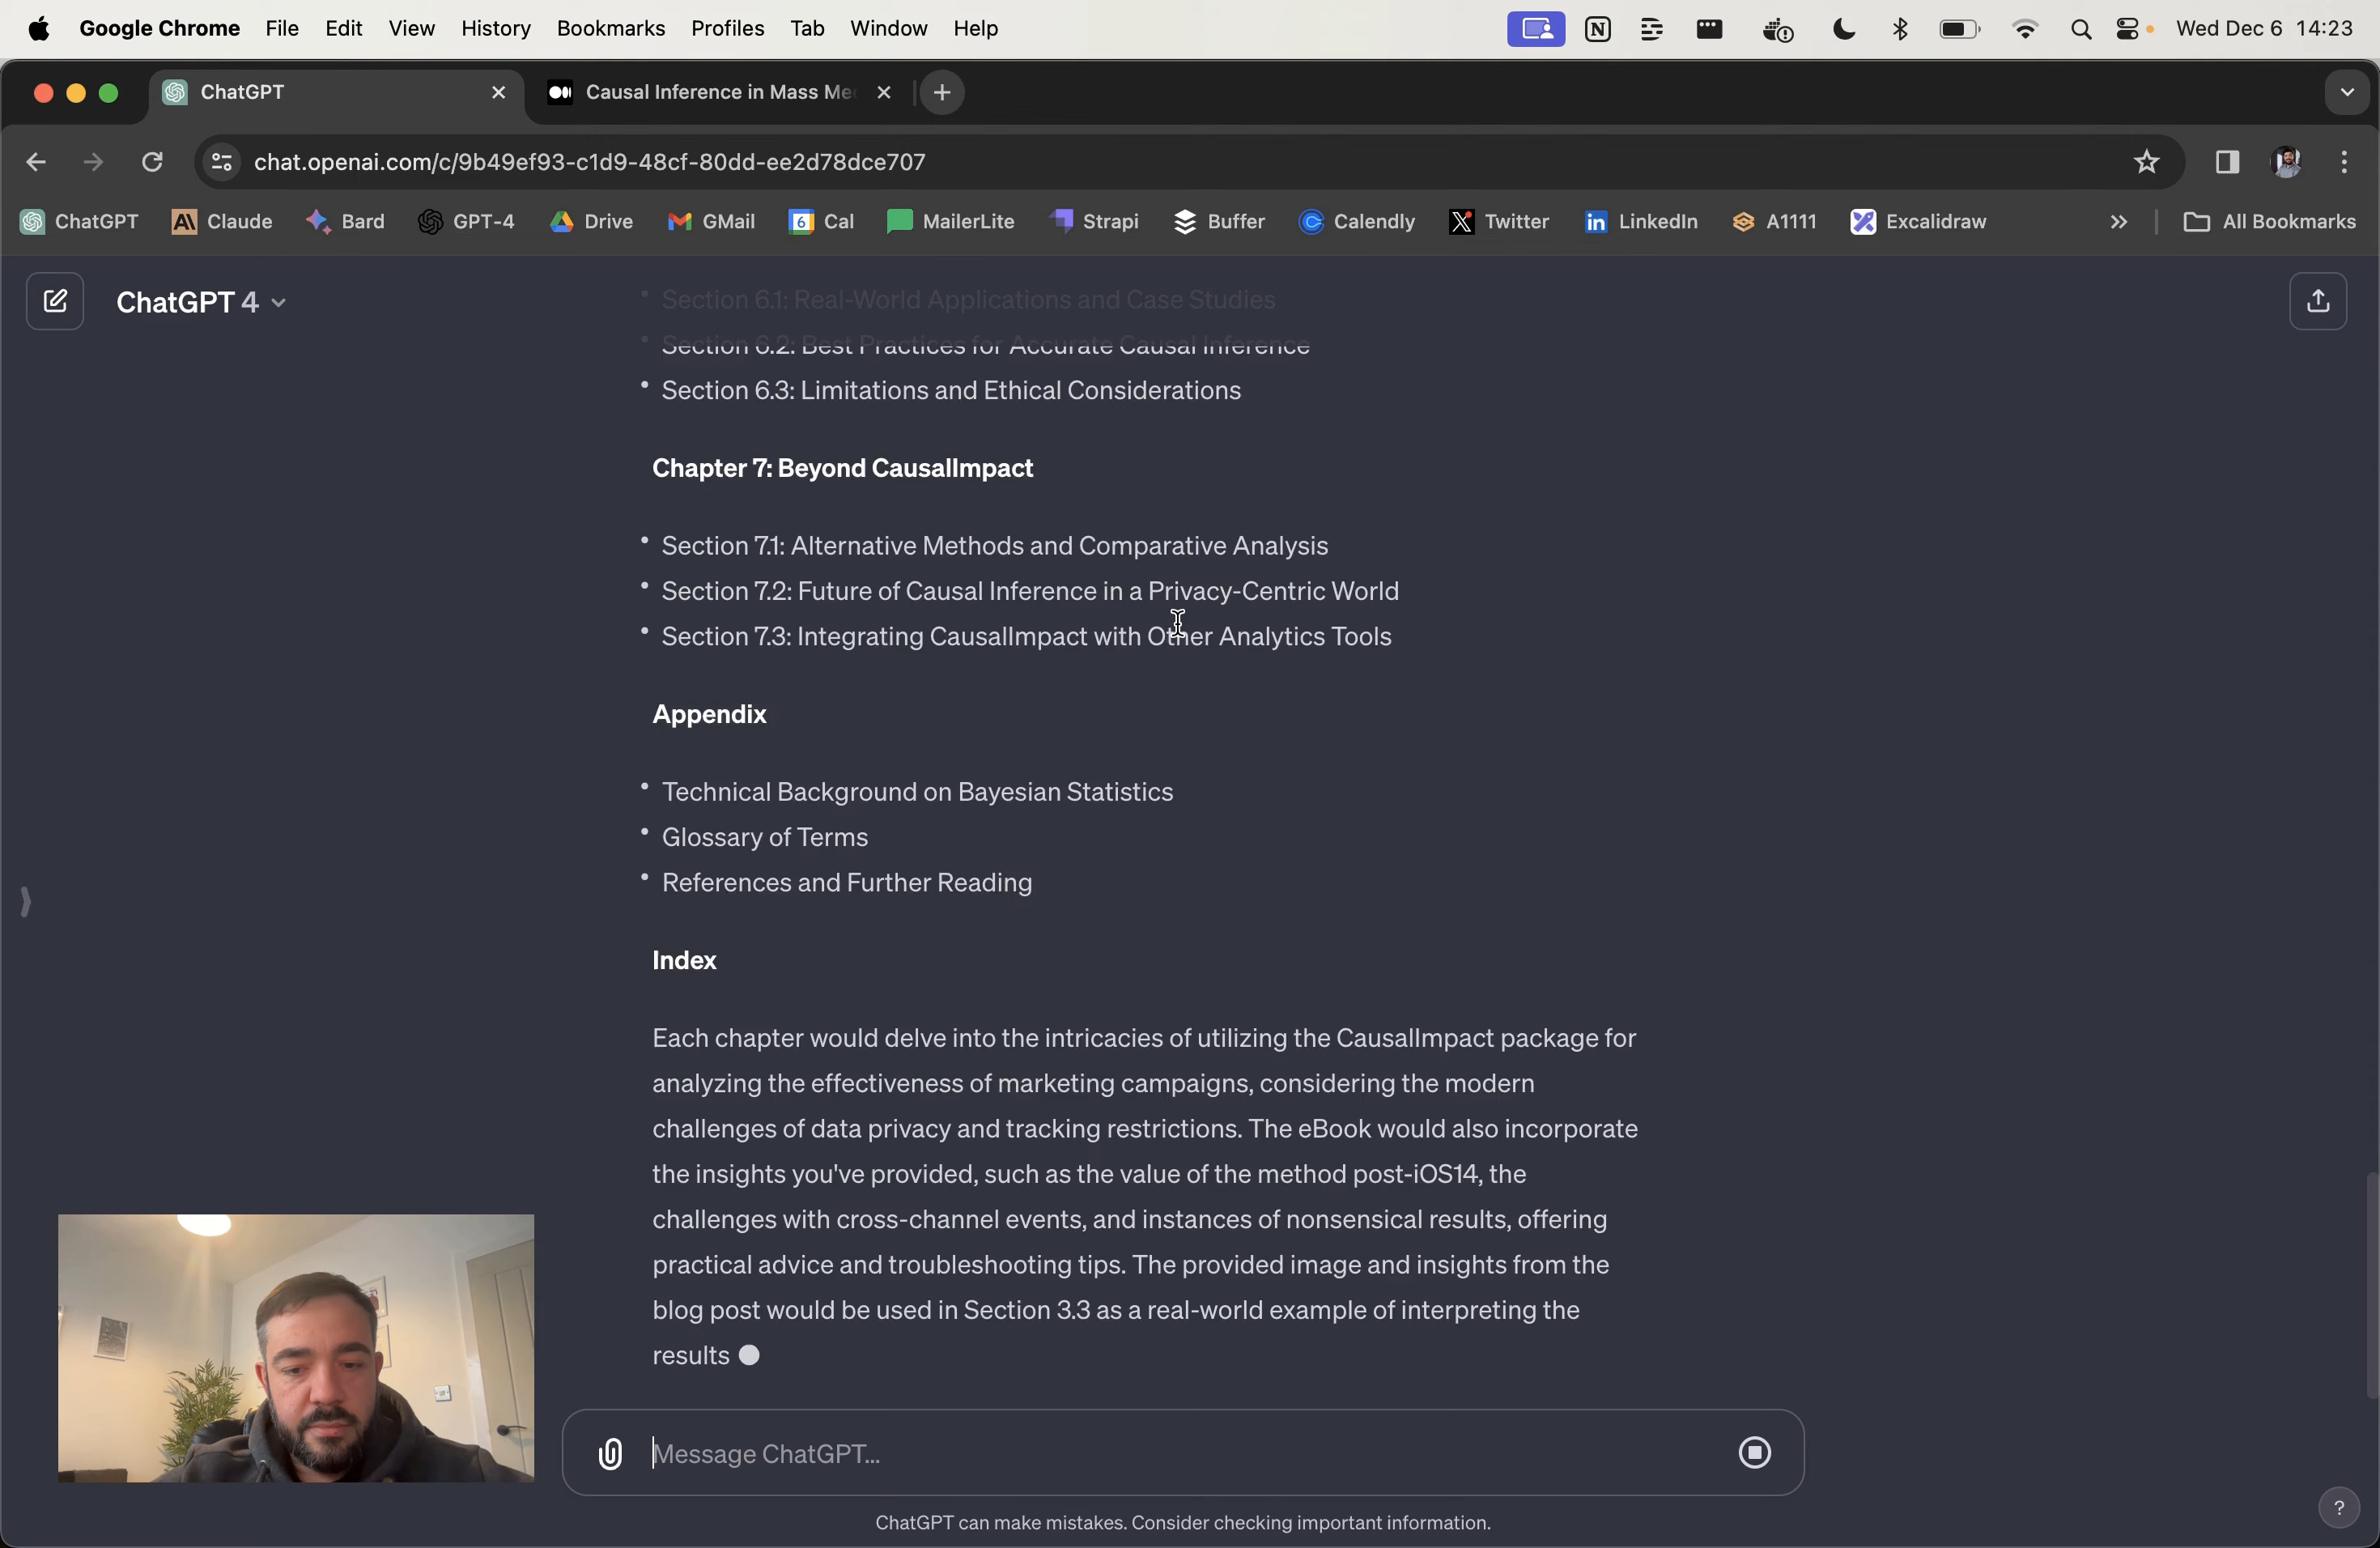 Google Chrome File Edit View History Bookmarks Profiles Tab Window Help Wed Dec 6 14:23
ChatGPT Causal Inference in Mass Me
chat.openai.com/c/9b49ef93-c1d9-48cf-80dd-ee2d78dce707
ChatGPT Claude Bard GPT-4 Drive GMail 6 Cal MailerLite Strapi Buffer Calendly Twitter LinkedIn A1111 Excalidraw All Bookmarks
ChatGPT 4
• Section 6.1: Real-World Applications and Case Studies
• Section 6.2: Best Practices for Accurate Causal Inference
• Section 6.3: Limitations and Ethical Considerations
Chapter 7: Beyond CausalImpact
• Section 7.1: Alternative Methods and Comparative Analysis
• Section 7.2: Future of Causal Inference in a Privacy-Centric World
• Section 7.3: Integrating CausalImpact with Other Analytics Tools
Appendix
• Technical Background on Bayesian Statistics
• Glossary of Terms
• References and Further Reading
Index
Each chapter would delve into the intricacies of utilizing the CausalImpact package for
analyzing the effectiveness of marketing campaigns, considering the modern
challenges of data privacy and tracking restrictions. The eBook would also incorporate
the insights you've provided, such as the value of the method post-iOS14, the
challenges with cross-channel events, and instances of nonsensical results, offering
practical advice and troubleshooting tips. The provided image and insights from the
blog post would be used in Section 3.3 as a real-world example of interpreting the
results
Message ChatGPT...
ChatGPT can make mistakes. Consider checking important information.
?